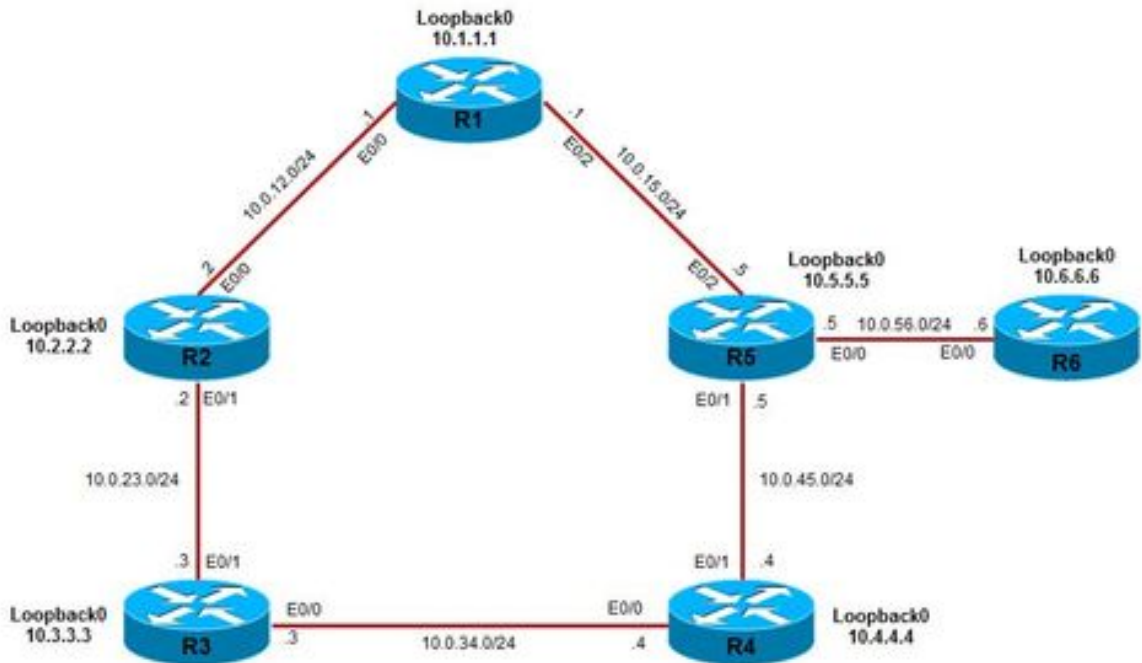 Loopback0
10.1.1.1
R1
.1
E0/0
.1
E0/2
10.0.12.0/24
10.0.15.0/24
.2
E0/0
.5
E0/2
Loopback0
10.2.2.2
R2
Loopback0
10.5.5.5
R5
.5
10.0.56.0/24
.6
E0/0
E0/0
Loopback0
10.6.6.6
R6
.2
E0/1
E0/1
.5
10.0.23.0/24
10.0.45.0/24
.3
E0/1
E0/1
.4
Loopback0
10.3.3.3
R3
E0/0
.3
10.0.34.0/24
E0/0
.4
R4
Loopback0
10.4.4.4